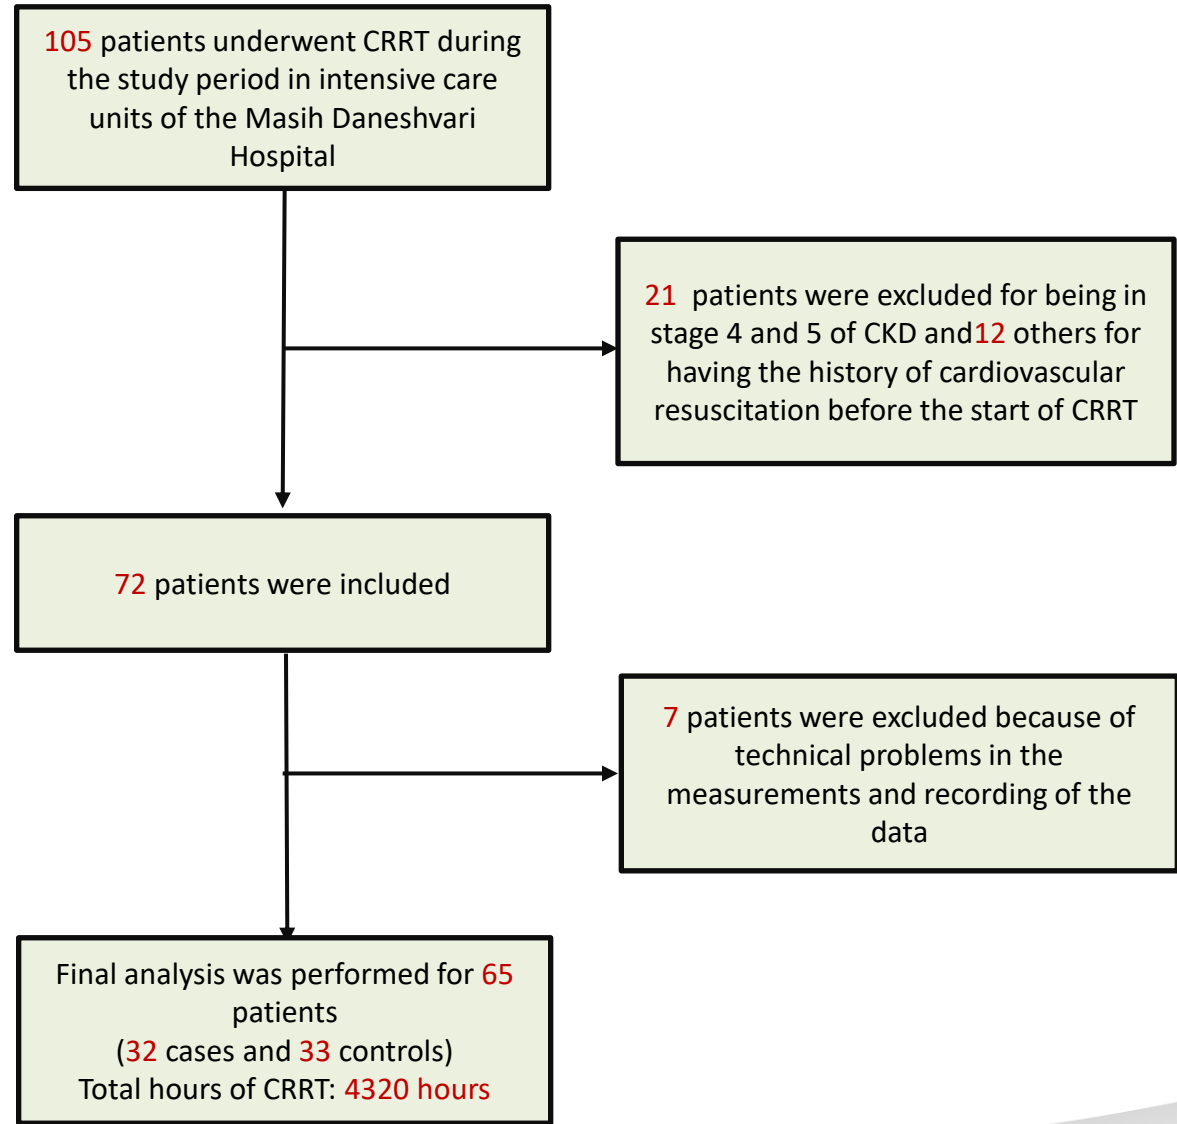 105 patients underwent CRRT during
the study period in intensive care
units of the Masih Daneshvari
Hospital
21 patients were excluded for being in
stage 4 and 5 of CKD and12 others for
having the history of cardiovascular
resuscitation before the start of CRRT
72 patients were included
7 patients were excluded because of
technical problems in the
measurements and recording of the
data
Final analysis was performed for 65
patients
(32 cases and 33 controls)
Total hours of CRRT: 4320 hours